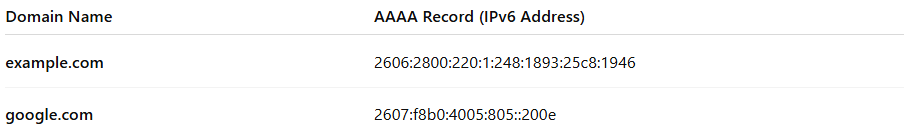 Domain Name AAAA Record (IPv6 Address)
example.com 2606:2800:220:1:248:1893:25c8:1946
google.com 2607:f8b0:4005:805::200e